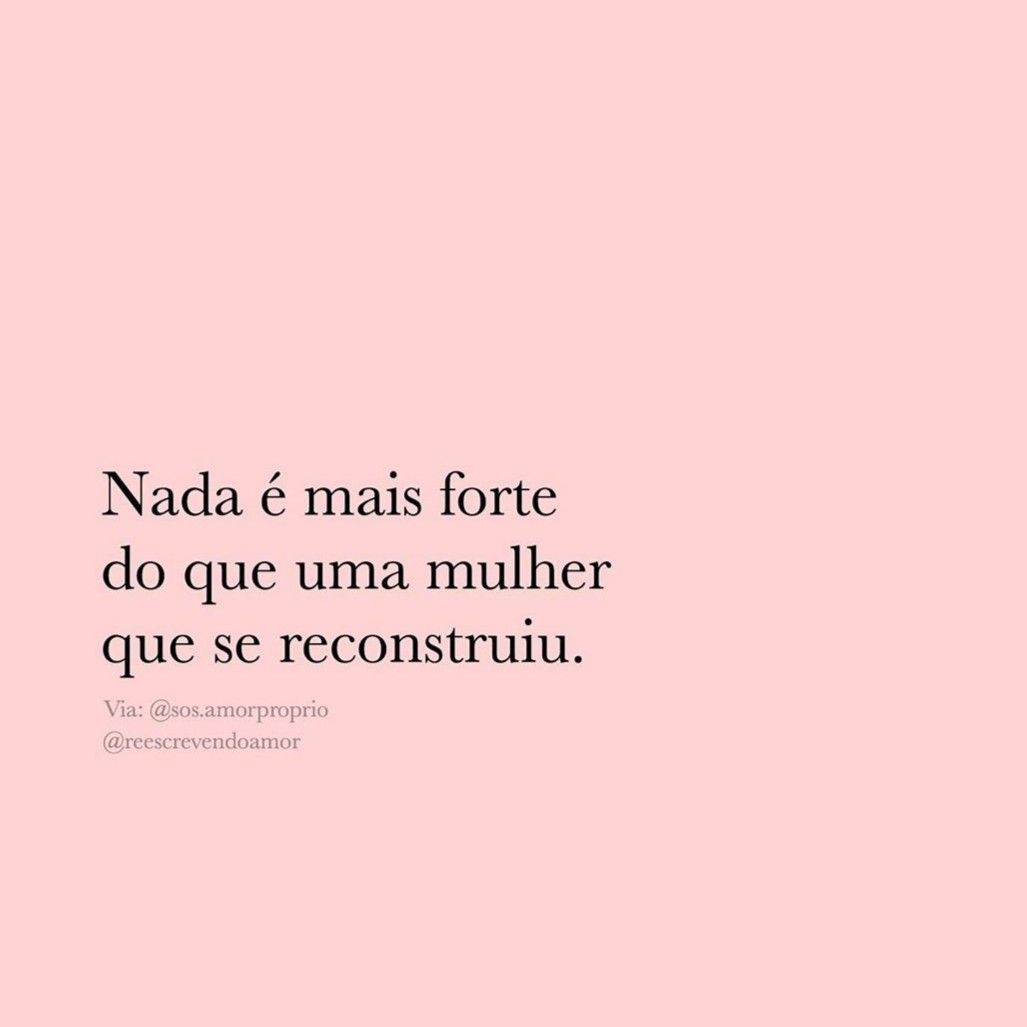 Nada é mais forte
do que uma mulher
que se reconstruiu.
Via: @sos.amorproprio
@reescrevendoamor